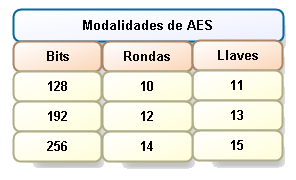 Modalidades de AES
Bits Rondas Llaves
128 10 11
192 12 13
256 14 15